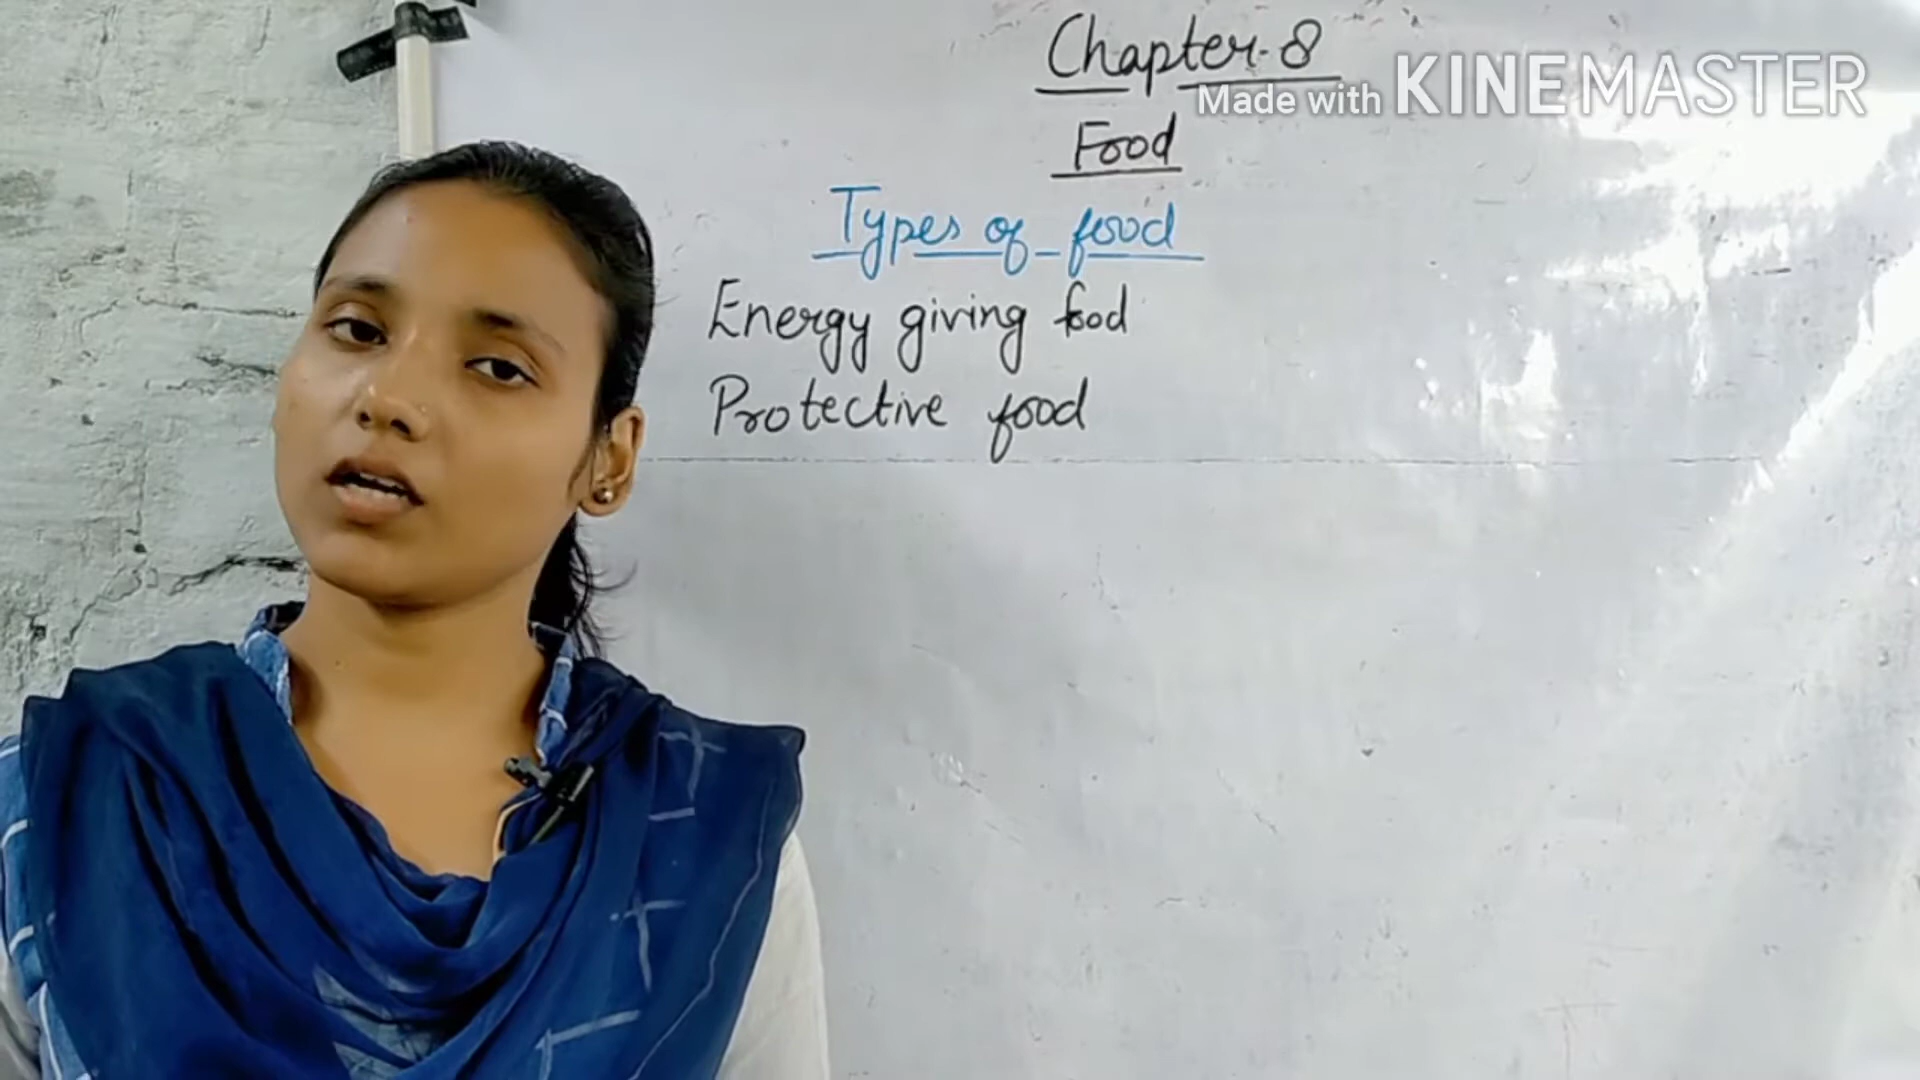 Chapter-8
Made with KINEMASTER
Food
Types of food
Energy giving food
Protective food